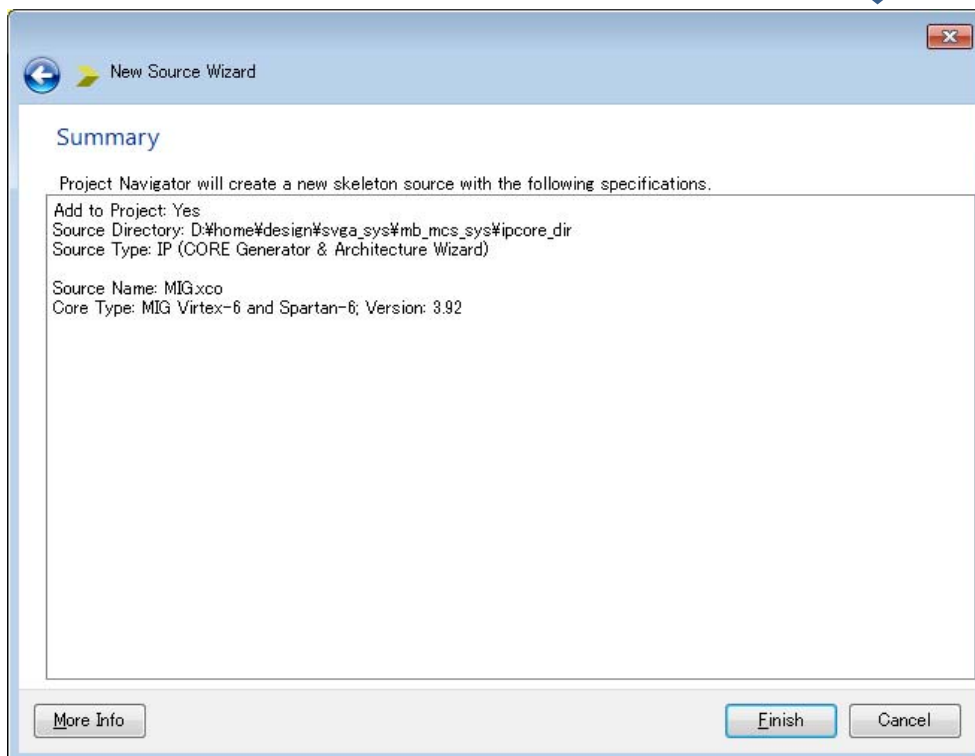 New Source Wizard
Summary
Project Navigator will create a new skeleton source with the following specifications.
Add to Project: Yes
Source Directory: D:¥home¥design¥svga_sys¥mb_mcs_sys¥ipcore_dir
Source Type: IP (CORE Generator & Architecture Wizard)
Source Name: MIG.xco
Core Type: MIG Virtex-6 and Spartan-6; Version: 3.92
More Info
Finish
Cancel